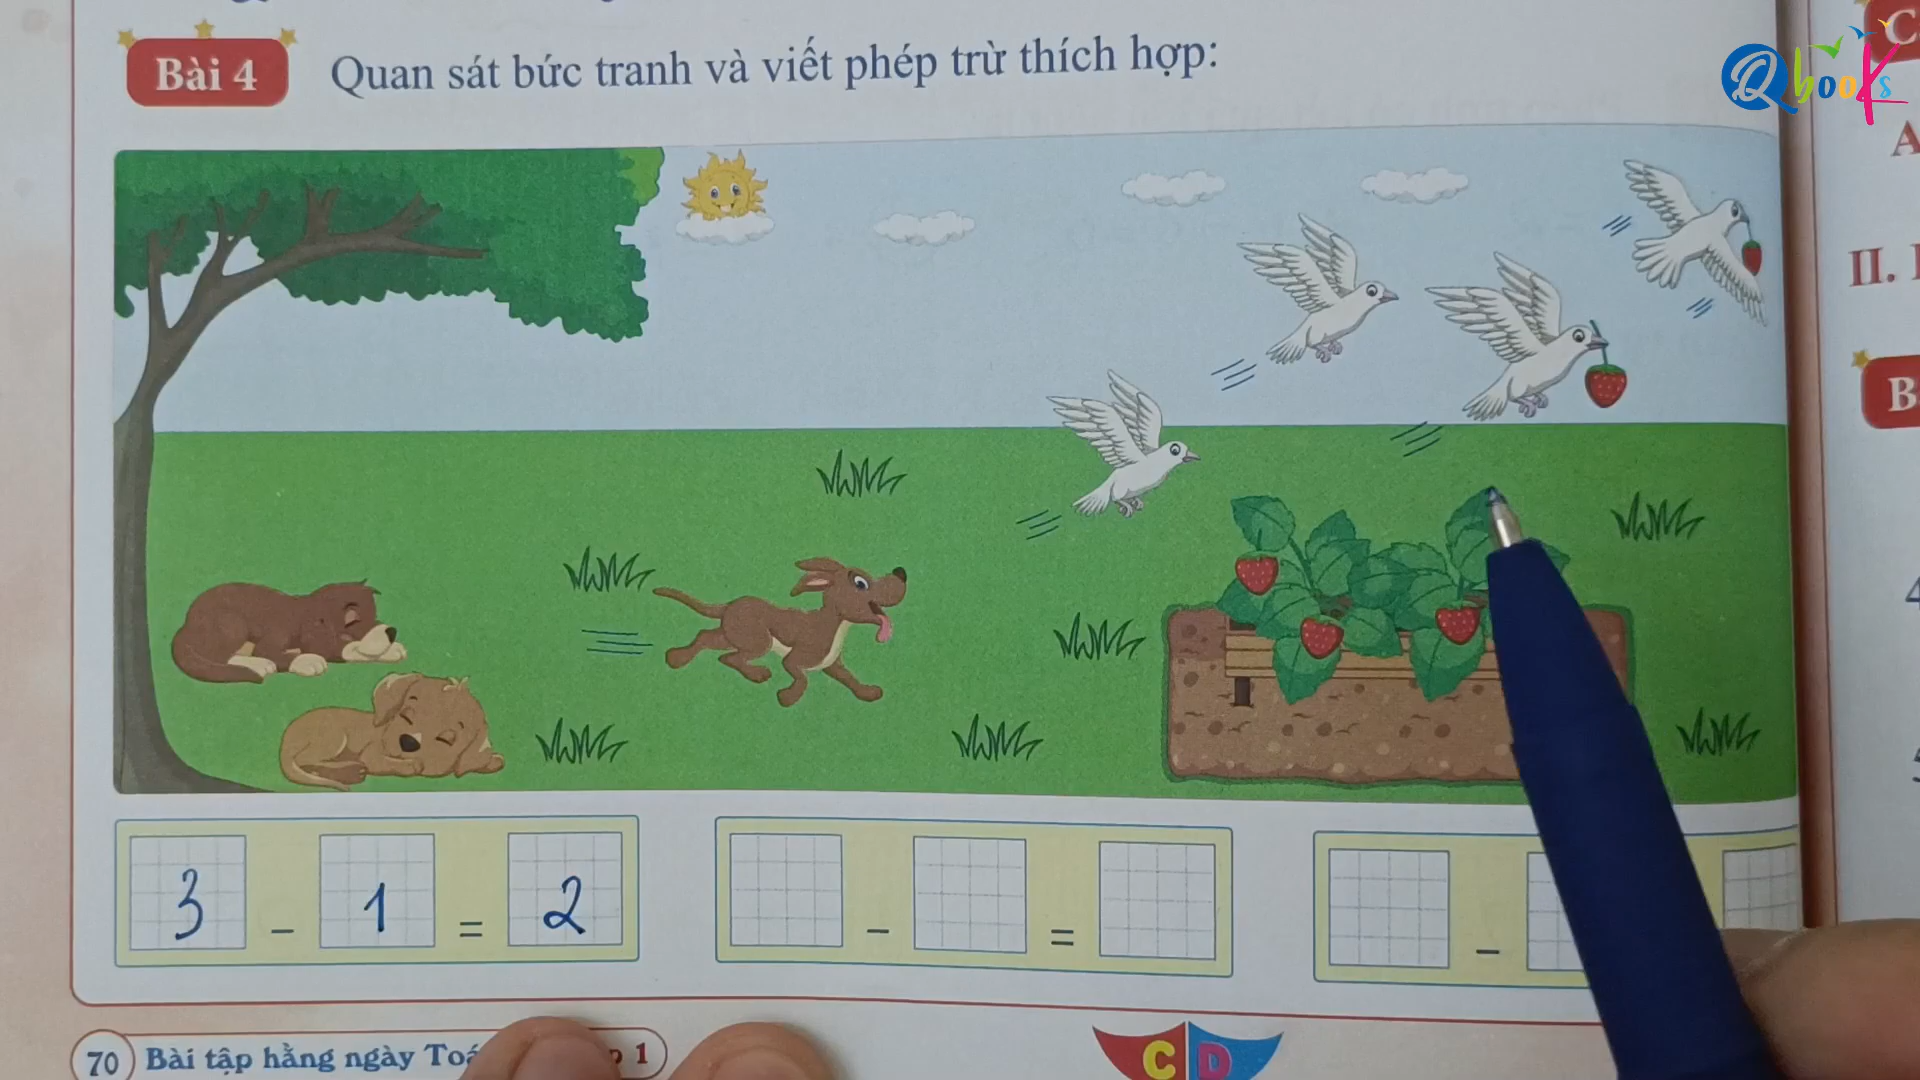 Bài 4 Quan sát bức tranh và viết phép trừ thích hợp:
3 - 1 = 2
- =
-
70 Bài tập hằng ngày 1
C D
Qbooks
A
II.
B